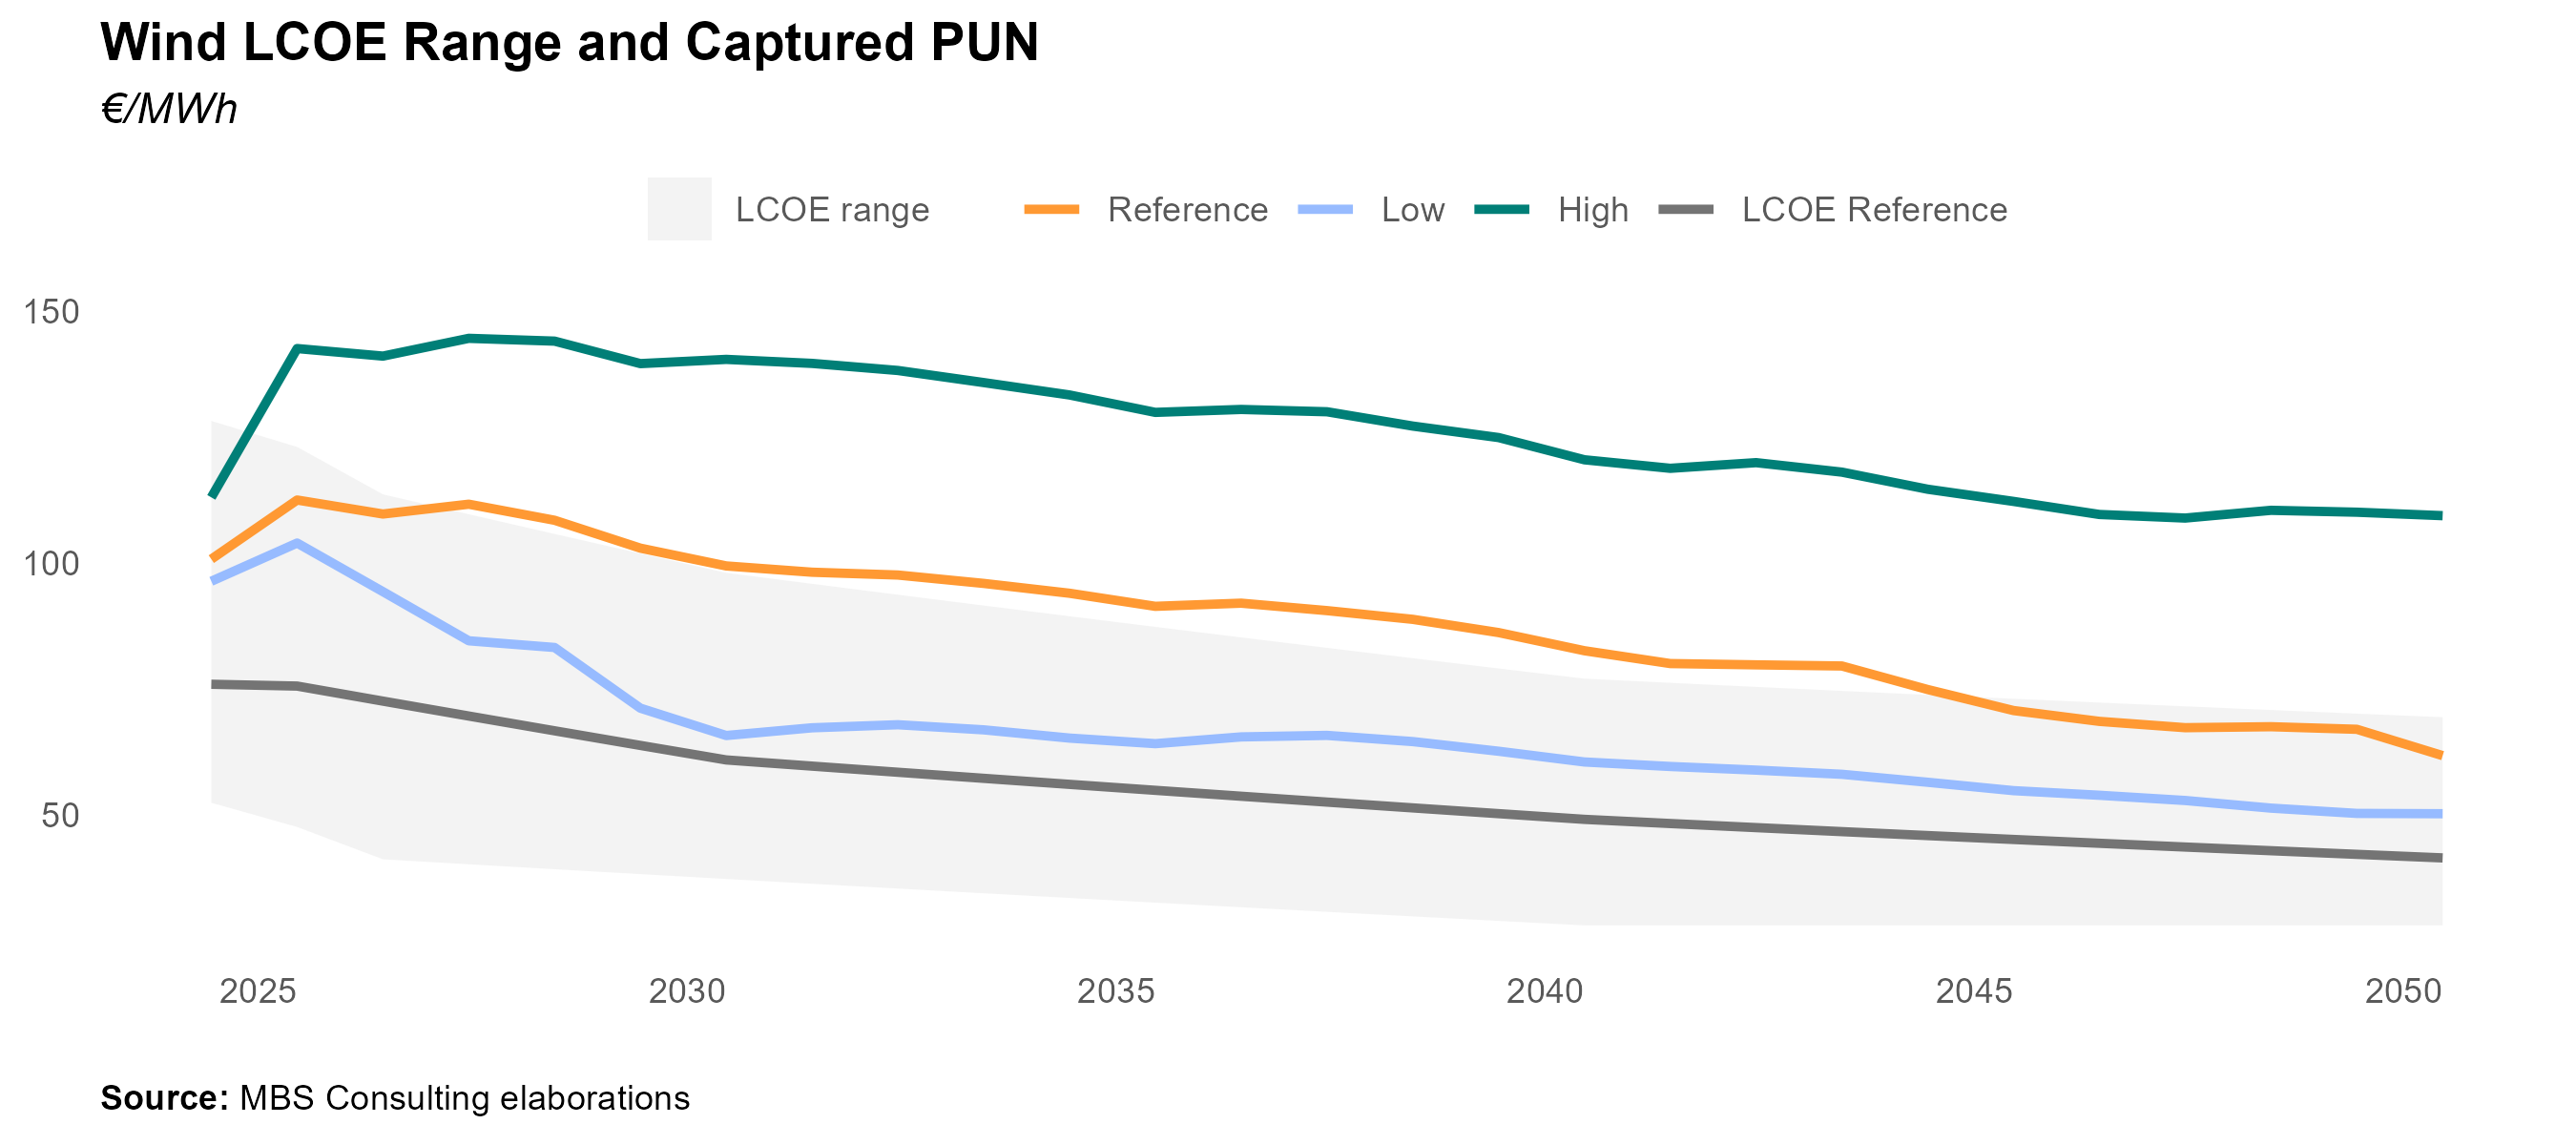 Wind LCOE Range and Captured PUN
€/MWh
LCOE range Reference Low High LCOE Reference
150
100
50
2025 2030 2035 2040 2045 2050
Source: MBS Consulting elaborations